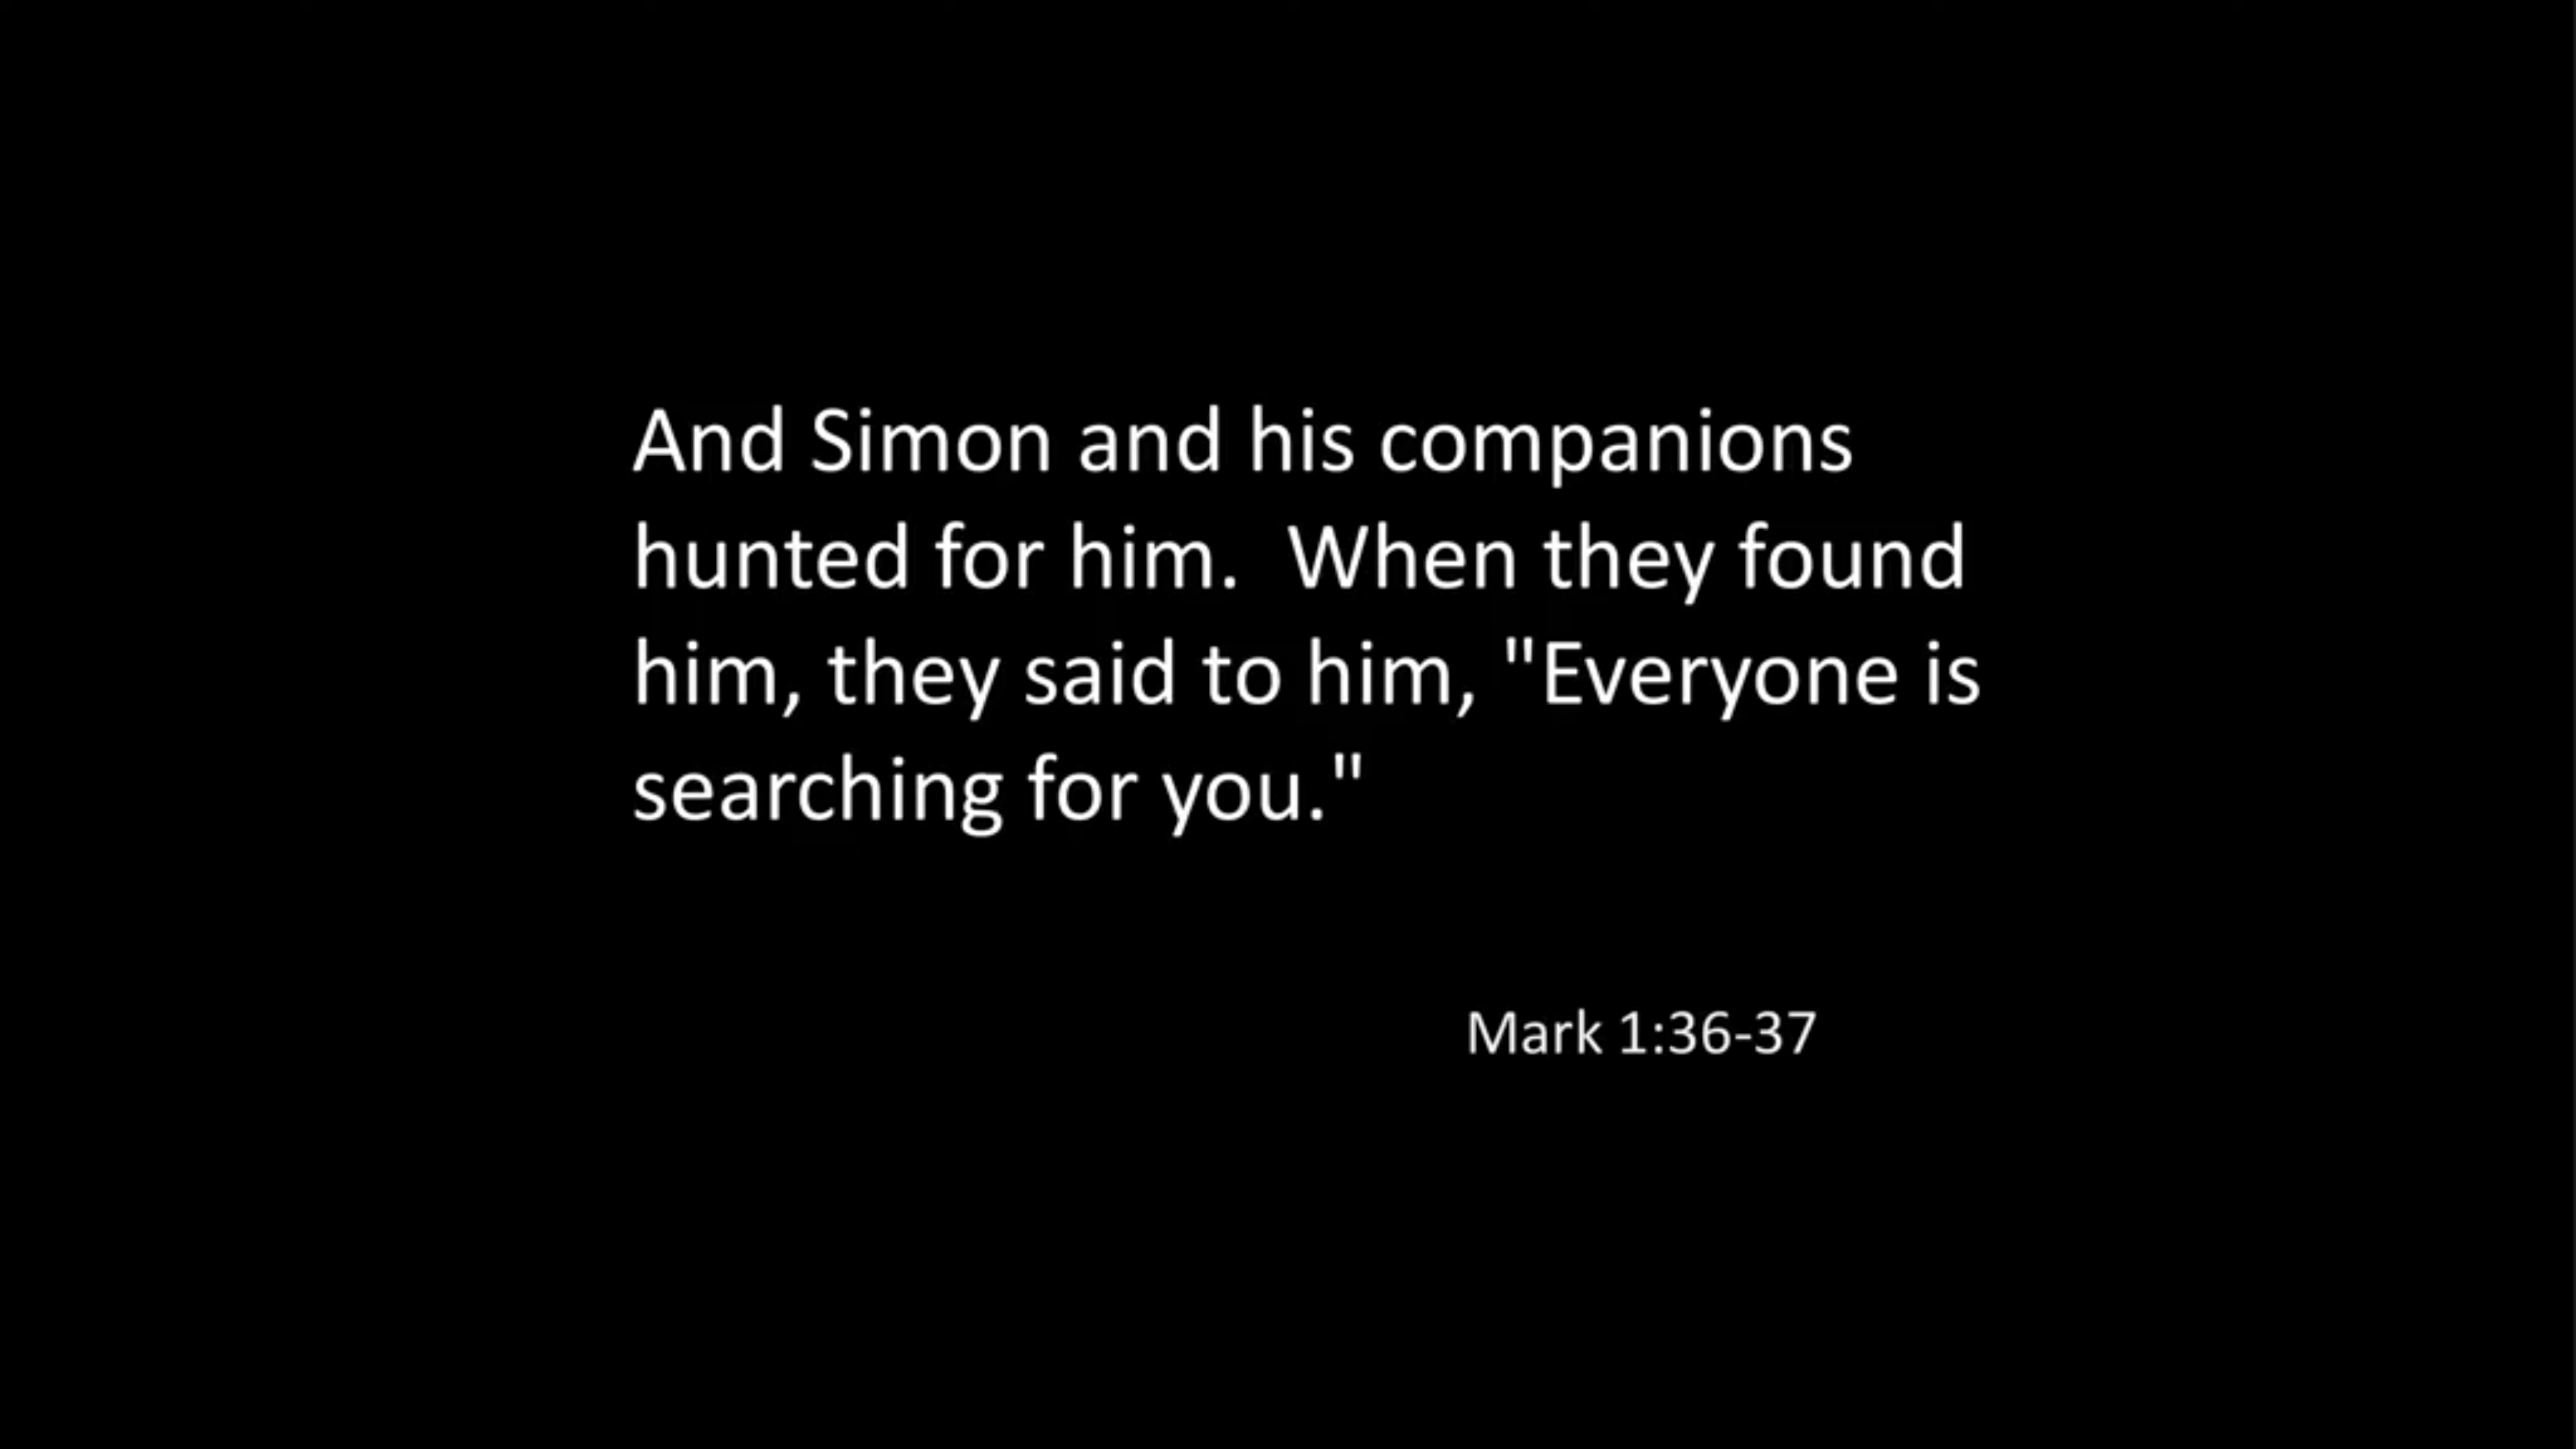 And Simon and his companions
hunted for him.  When they found
him, they said to him, "Everyone is
searching for you."
Mark 1:36-37